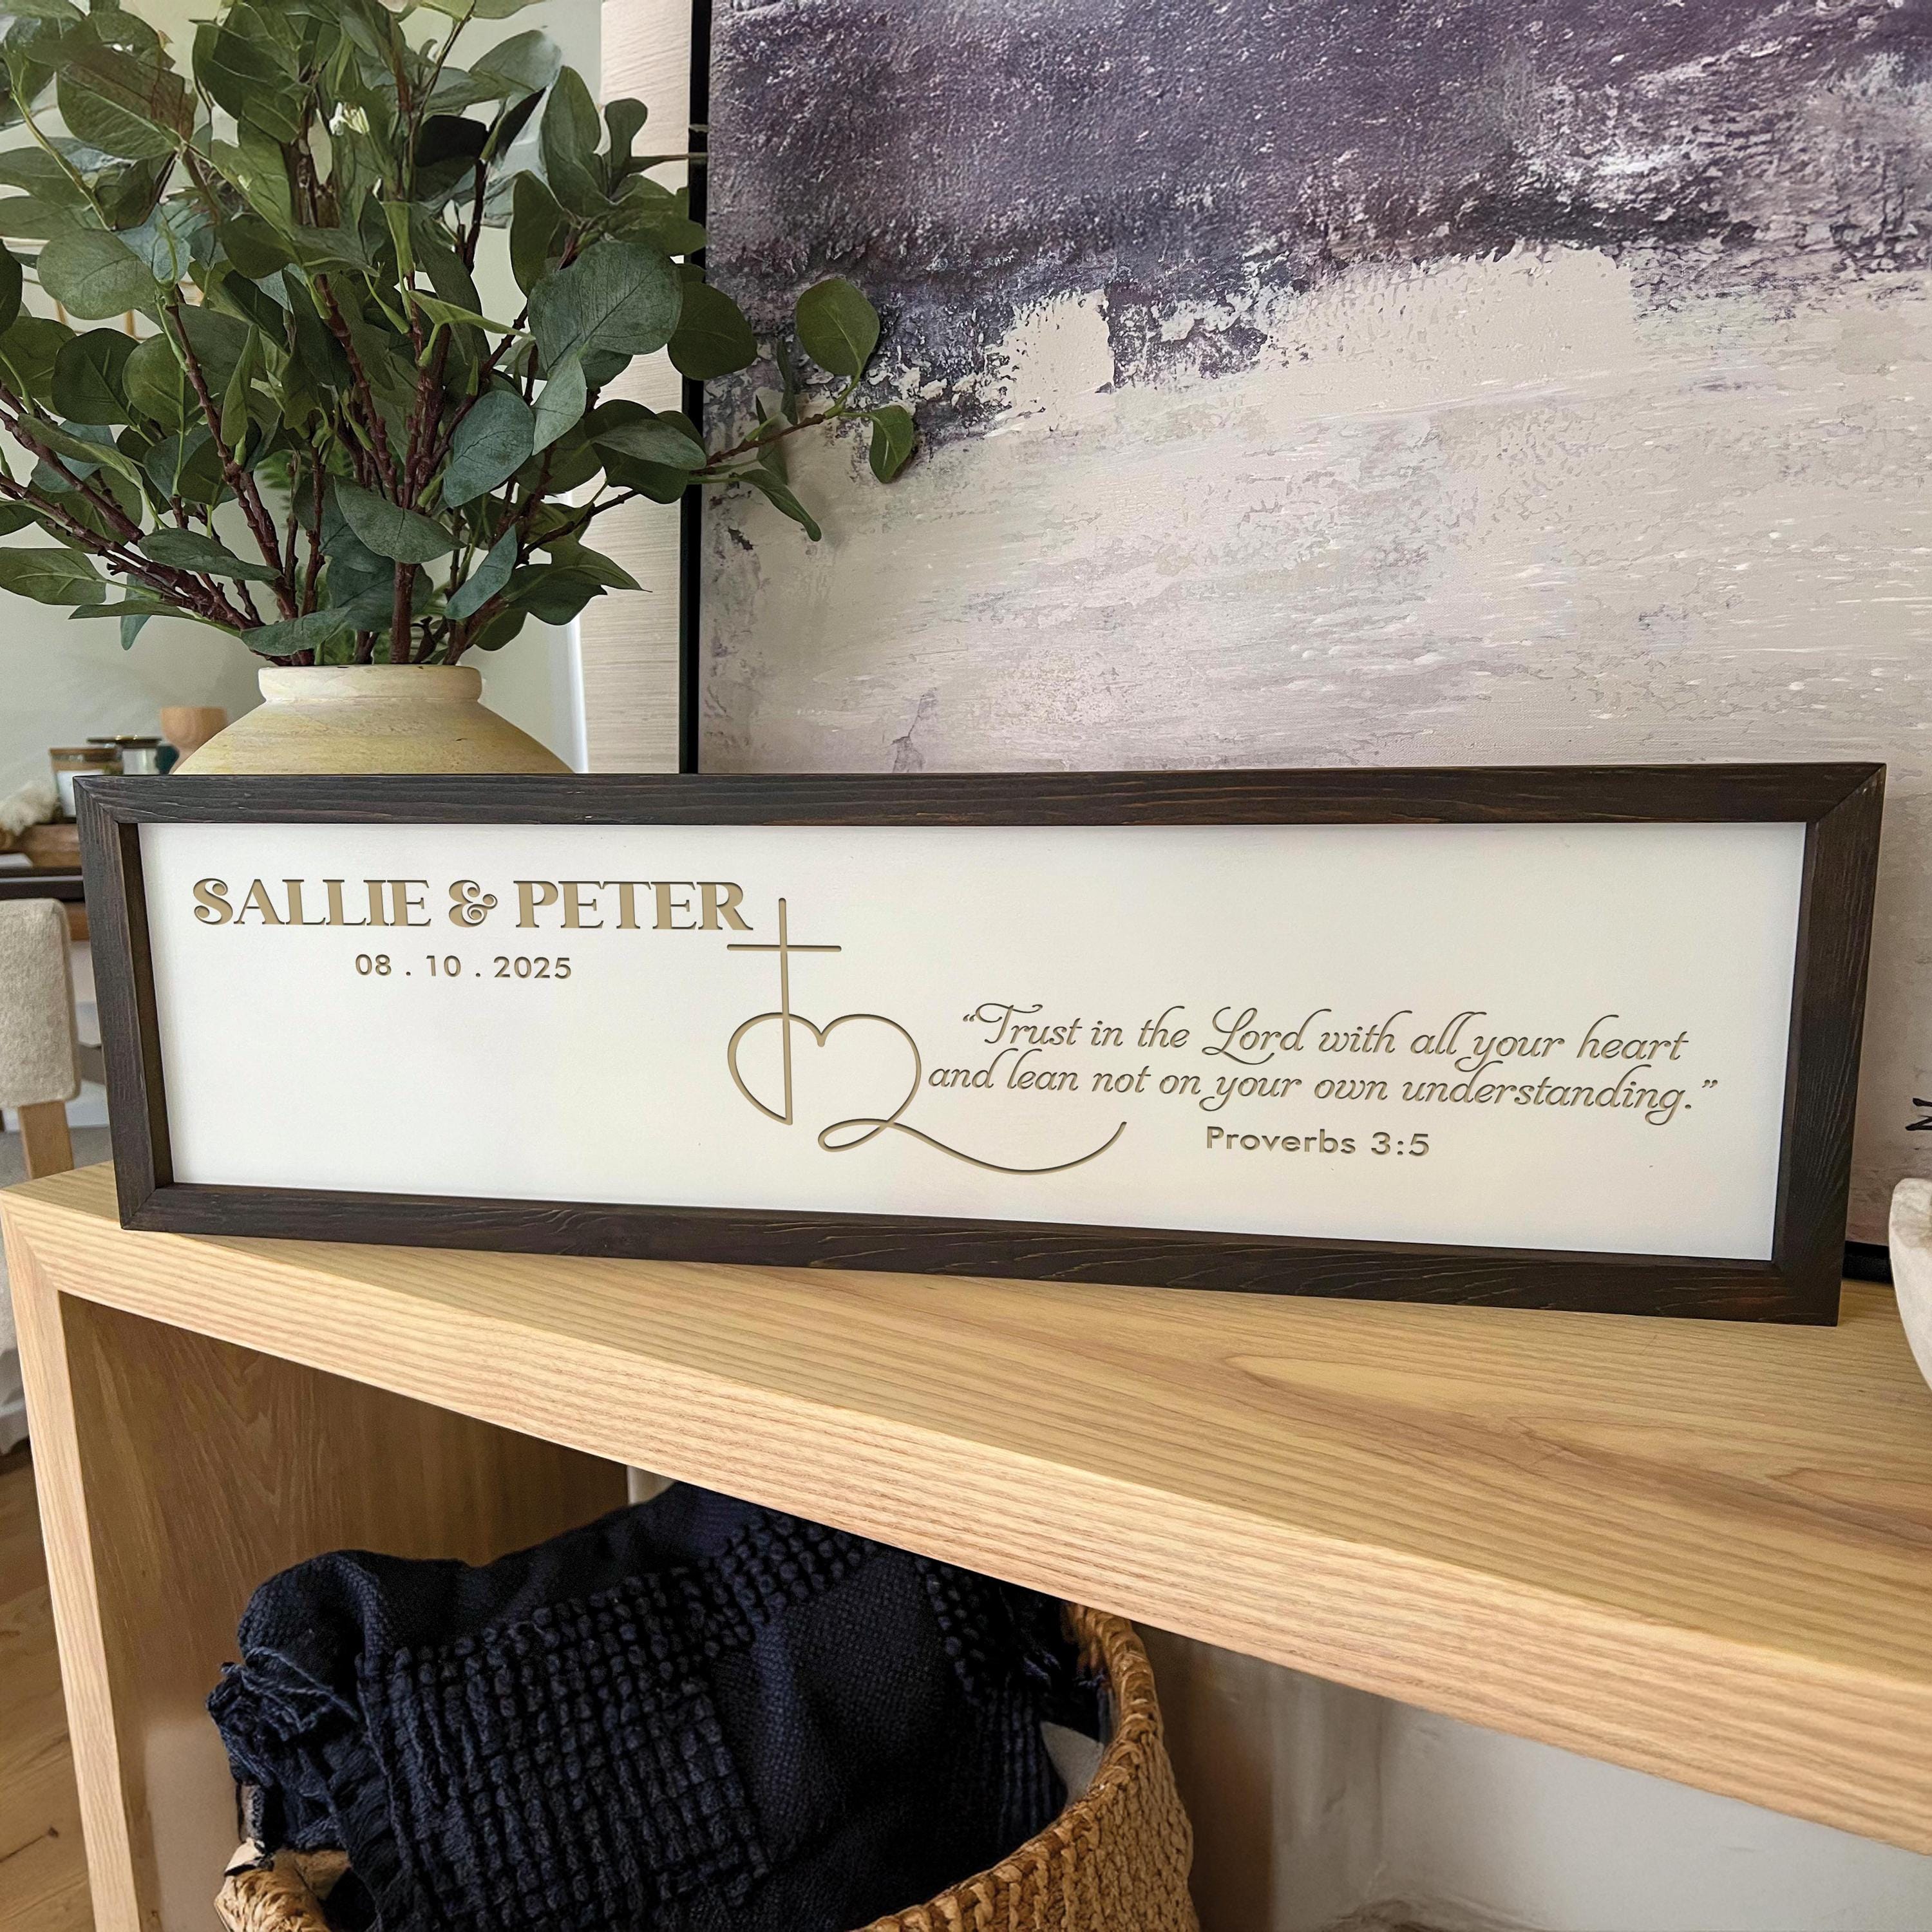 SALLIE & PETER
08 . 10 . 2025
“Trust in the Lord with all your heart
and lean not on your own understanding.”
Proverbs 3:5